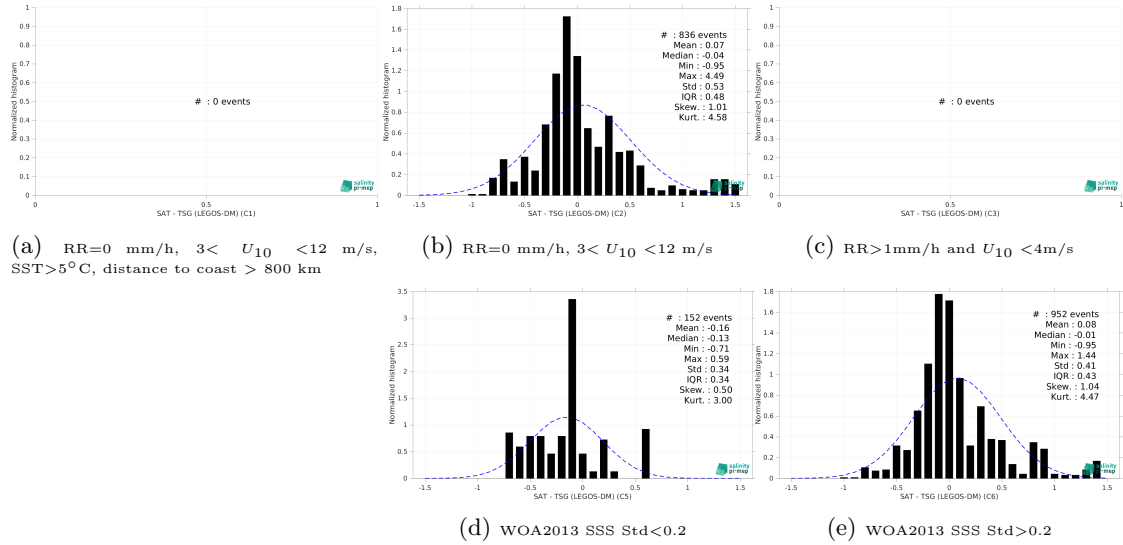 1
0.9
0.8
0.7
0.6
0.5
0.4
0.3
0.2
0.1
0
Normalized histogram
# : 0 events
salinity
pi-mep
0 0.5 1
SAT - TSG (LEGOS-DM) (C1)
(a) RR=0 mm/h, 3< U10 <12 m/s,
SST>5°C, distance to coast > 800 km
1.8
1.6
1.4
1.2
1
0.8
0.6
0.4
0.2
0
Normalized histogram
# : 836 events
Mean : 0.07
Median : -0.04
Min : -0.95
Max : 4.49
Std : 0.53
IQR : 0.48
Skew. : 1.01
Kurt. : 4.58
salinity
pi-mep
-1.5 -1 -0.5 0 0.5 1 1.5
SAT - TSG (LEGOS-DM) (C2)
(b) RR=0 mm/h, 3< U10 <12 m/s
1
0.9
0.8
0.7
0.6
0.5
0.4
0.3
0.2
0.1
0
Normalized histogram
# : 0 events
salinity
pi-mep
0 0.5 1
SAT - TSG (LEGOS-DM) (C3)
(c) RR>1mm/h and U10 <4m/s
3.5
3
2.5
2
1.5
1
0.5
0
Normalized histogram
# : 152 events
Mean : -0.16
Median : -0.13
Min : -0.71
Max : 0.59
Std : 0.34
IQR : 0.34
Skew. : 0.50
Kurt. : 3.00
salinity
pi-mep
-1.5 -1 -0.5 0 0.5 1 1.5
SAT - TSG (LEGOS-DM) (C5)
(d) WOA2013 SSS Std<0.2
1.8
1.6
1.4
1.2
1
0.8
0.6
0.4
0.2
0
Normalized histogram
# : 952 events
Mean : 0.08
Median : -0.01
Min : -0.95
Max : 1.44
Std : 0.41
IQR : 0.43
Skew. : 1.04
Kurt. : 4.47
salinity
pi-mep
-1.5 -1 -0.5 0 0.5 1 1.5
SAT - TSG (LEGOS-DM) (C6)
(e) WOA2013 SSS Std>0.2